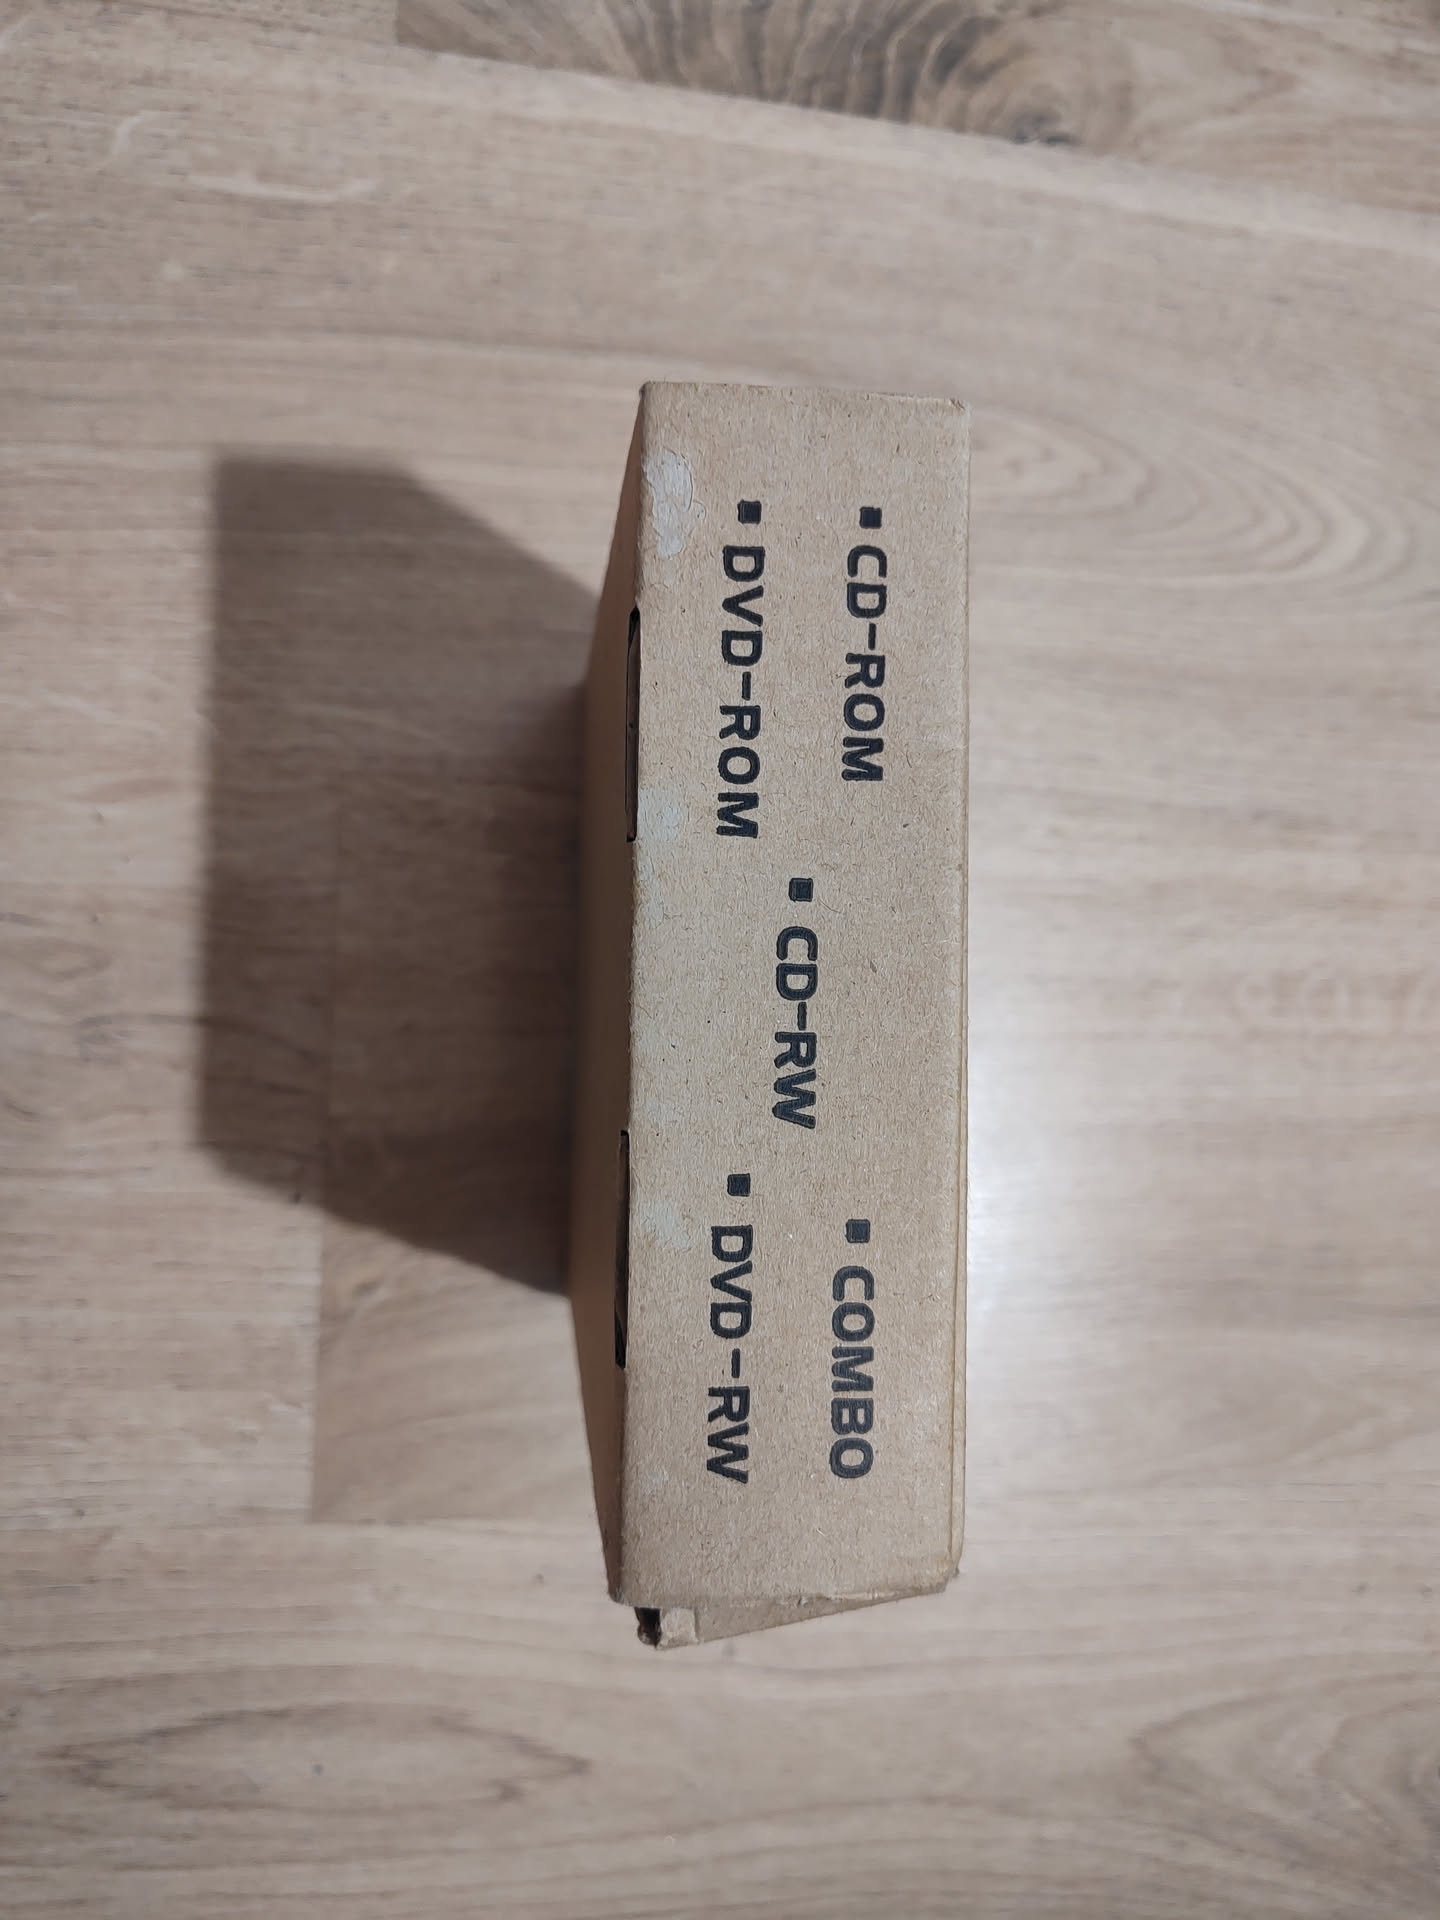 ▪ CD-ROM
▪ COMBO
▪ CD-RW
▪ DVD-ROM
▪ DVD-RW